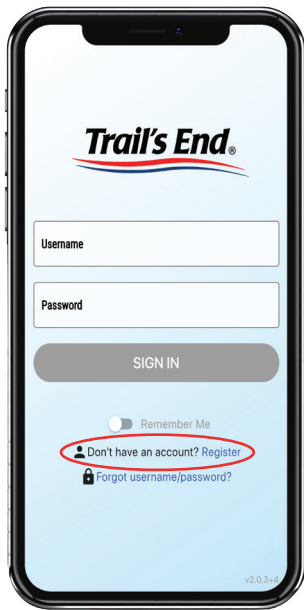 Trail's End®
Username
Password
SIGN IN
Remember Me
Don't have an account? Register
Forgot username/password?
v2.0.3+4